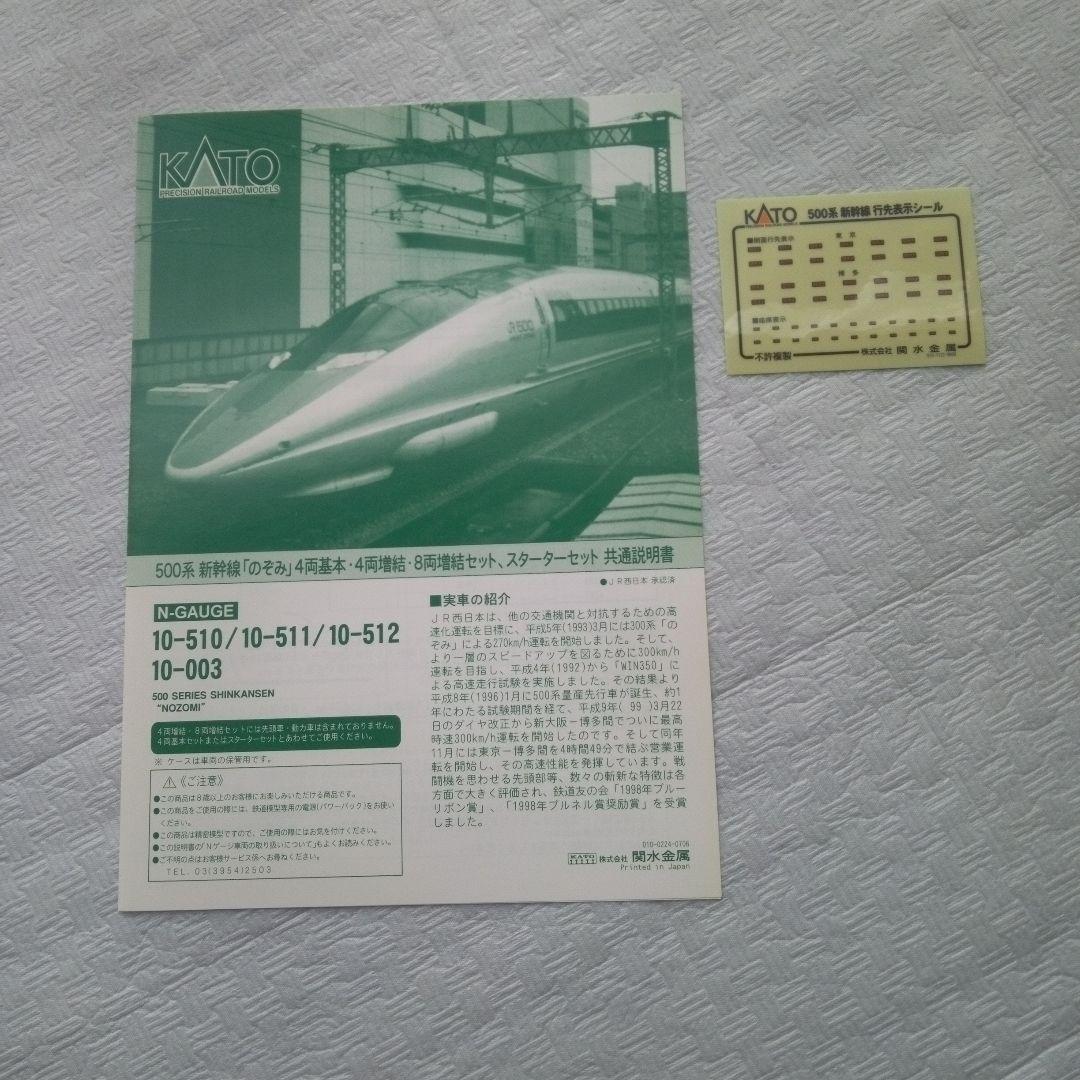 KATO
PRECISION RAILROAD MODELS
JR500
500系 新幹線「のぞみ」4両基本・4両増結・8両増結セット、スターターセット 共通説明書
●JR西日本 承認済
N-GAUGE
10-510/10-511/10-512
10-003
500 SERIES SHINKANSEN
"NOZOMI"
4両増結・8両増結セットには先頭車・動力車は含まれておりません。
4両基本セットまたはスターターセットとあわせてご使用ください。
※ ケースは車両の保管用です。
⚠《ご注意》
●この商品は8歳以上のお客様にお楽しみいただける商品です。
●この商品をご使用の際には、鉄道模型専用の電源(パワーパック)をお使い
ください。
●この商品は精密模型ですので、ご使用の際にはお気を付けください。
●この説明書の「Nゲージ車両の取り扱いについて」もよくお読みください。
●ご不明の点はお客様サービス係へお尋ねください。
TEL. 03(3954)2503
■実車の紹介
JR西日本は、他の交通機関と対抗するための高
速化運転を目標に、平成5年(1993)3月には300系「の
ぞみ」による270km/h運転を開始しました。そして、
より一層のスピードアップを図るために300km/h
運転を目指し、平成4年(1992)から「WIN350」に
よる高速走行試験を実施しました。その結果より
平成8年(1996)1月に500系量産先行車が誕生、約1
年にわたる試験期間を経て、平成9年( 99 )3月22
日のダイヤ改正から新大阪－博多間でついに最高
時速300km/h運転を開始したのです。そして同年
11月には東京－博多間を4時間49分で結ぶ営業運
転を開始し、その高速性能を発揮しています。戦
闘機を思わせる先頭部等、数々の斬新な特徴は各
方面で大きく評価され、鉄道友の会「1998年ブルー
リボン賞」、「1998年ブルネル賞奨励賞」を受賞
しました。
010-0224-0706
KATO 株式会社 関水金属
Printed in Japan
KATO 500系 新幹線 行先表示シール
PRECISION RAILROAD MODELS
■側面行先表示
東 京
博 多
■指席表示
不許複製
株式会社 関水金属